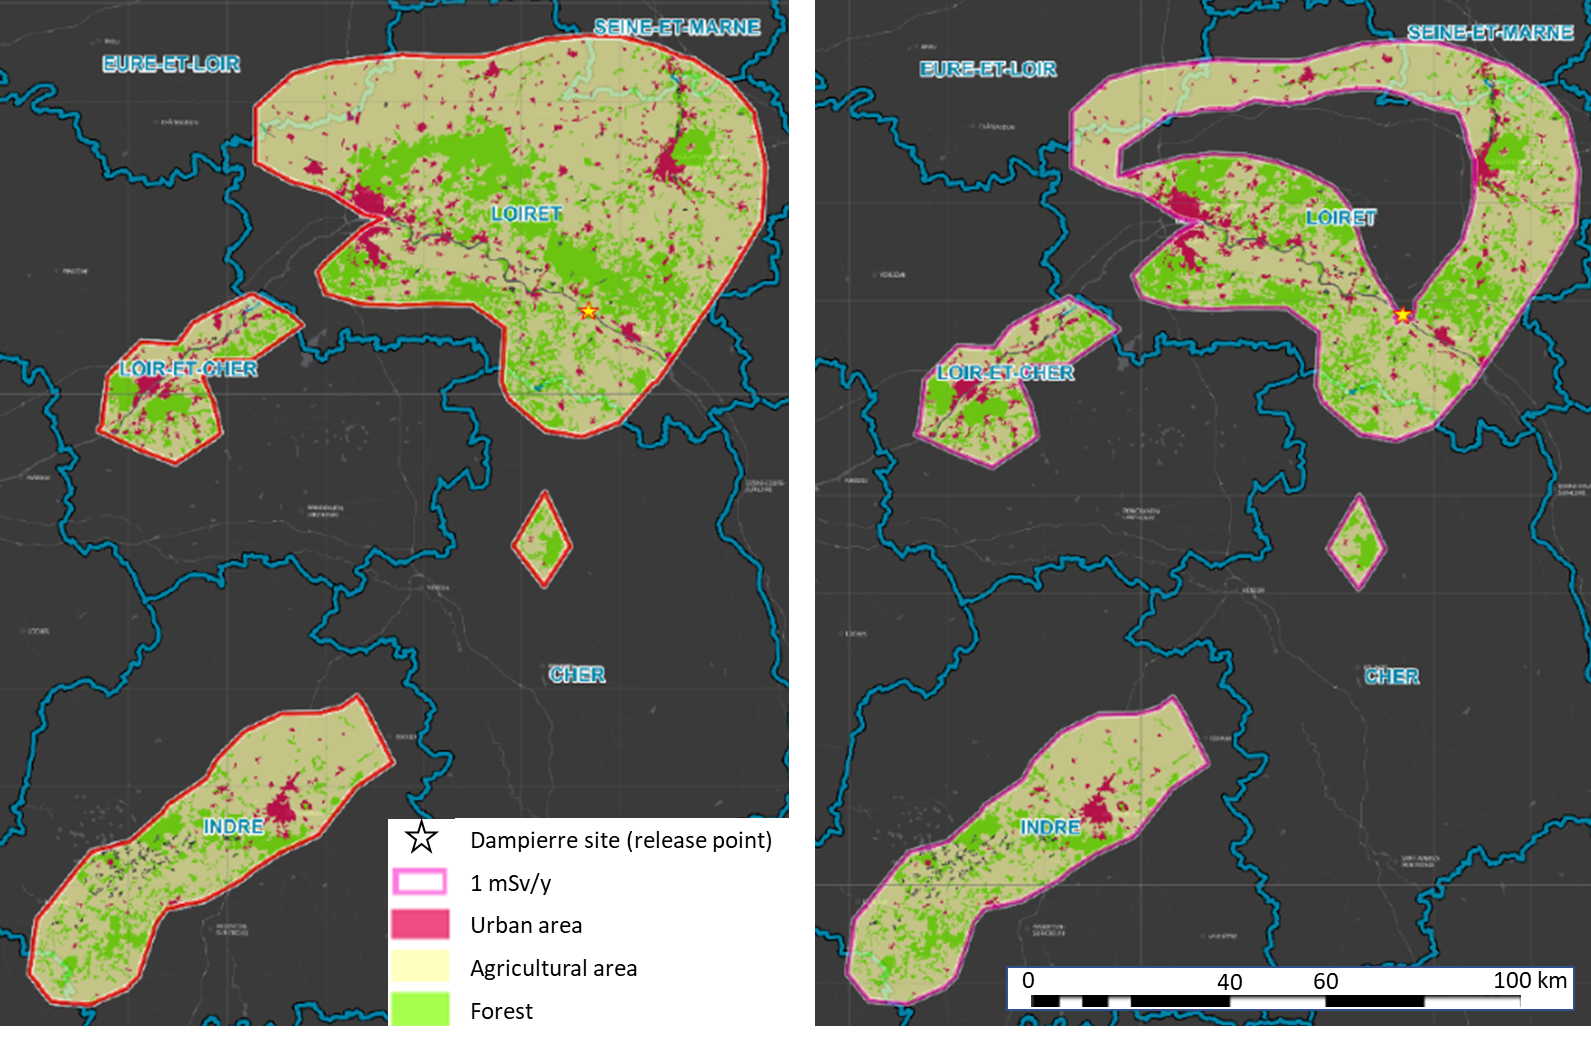 SEINE-ET-MARNE
EURE-ET-LOIR
LOIRET
LOIR-ET-CHER
CHER
INDRE
Dampierre site (release point)
1 mSv/y
Urban area
Agricultural area
Forest
SEINE-ET-MARNE
EURE-ET-LOIR
LOIRET
LOIR-ET-CHER
CHER
INDRE
0 40 60 100 km